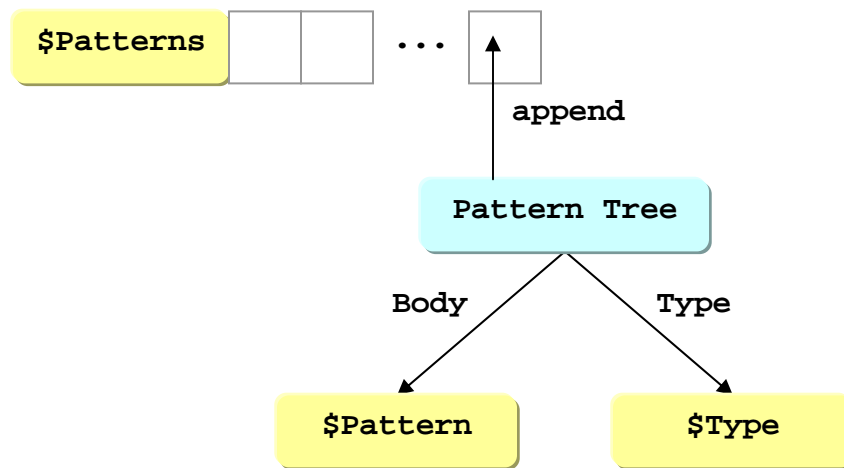 $Patterns ...
append
Pattern Tree
Body Type
$Pattern $Type